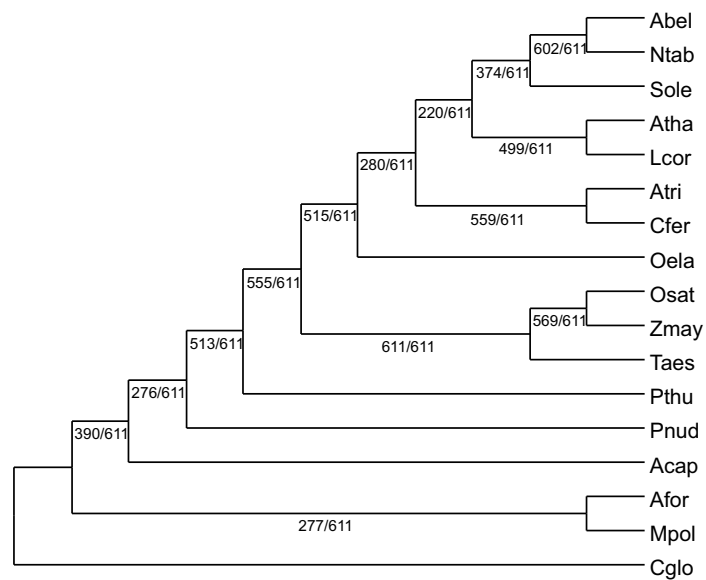 Abel
602/611
Ntab
374/611
Sole
220/611
Atha
499/611
Lcor
280/611
Atri
559/611
Cfer
515/611
Oela
555/611
Osat
569/611
Zmay
611/611
513/611
Taes
276/611
Pthu
390/611
Pnud
Acap
Afor
277/611
Mpol
Cglo